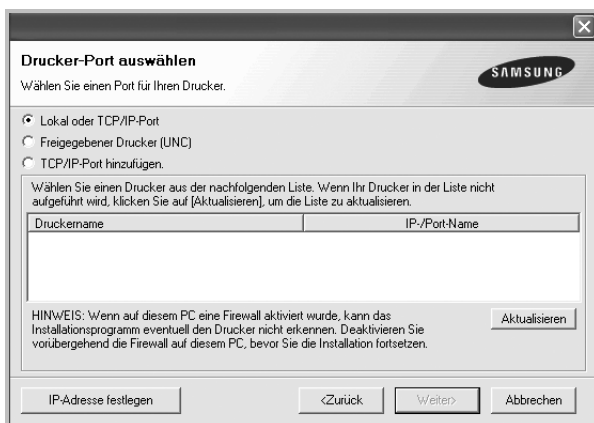 Drucker-Port auswählen
Wählen Sie einen Port für Ihren Drucker.
SAMSUNG
Lokal oder TCP/IP-Port
Freigegebener Drucker (UNC)
TCP/IP-Port hinzufügen.
Wählen Sie einen Drucker aus der nachfolgenden Liste. Wenn Ihr Drucker in der Liste nicht
aufgeführt wird, klicken Sie auf [Aktualisieren], um die Liste zu aktualisieren.
Druckername IP-/Port-Name
HINWEIS: Wenn auf diesem PC eine Firewall aktiviert wurde, kann das
Installationsprogramm eventuell den Drucker nicht erkennen. Deaktivieren Sie
vorübergehend die Firewall auf diesem PC, bevor Sie die Installation fortsetzen.
Aktualisieren
IP-Adresse festlegen <Zurück Weiter> Abbrechen